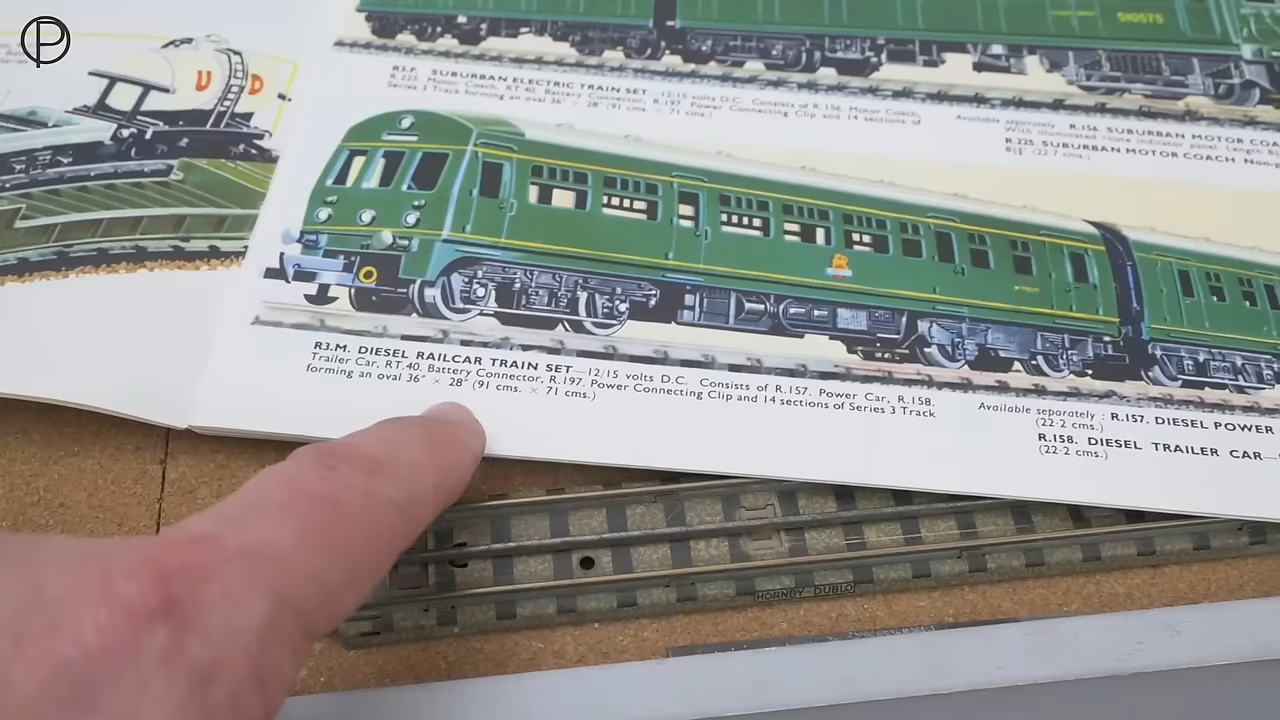 P
U D
S10575
R3.F. SUBURBAN ELECTRIC TRAIN SET—12/15 volts D.C. Consists of R.156. Motor Coach,
R.225. Motor Coach, RT.40. Battery Connector, R.197. Power Connecting Clip and 14 sections of
Series 3 Track forming an oval 36" × 28" (91 cms. × 71 cms.)
Available separately : R.156. SUBURBAN MOTOR COA
With illuminated route indicator panel. Length 8
R.225. SUBURBAN MOTOR COACH. Non-
8½" (22.7 cms.)
R3.M. DIESEL RAILCAR TRAIN SET—12/15 volts D.C. Consists of R.157. Power Car, R.158.
Trailer Car, RT.40. Battery Connector, R.197. Power Connecting Clip and 14 sections of Series 3 Track
forming an oval 36" × 28" (91 cms. × 71 cms.)
Available separately : R.157. DIESEL POWER
(22·2 cms.)
R.158. DIESEL TRAILER CAR—
(22·2 cms.)
HORNBY-DUBLO